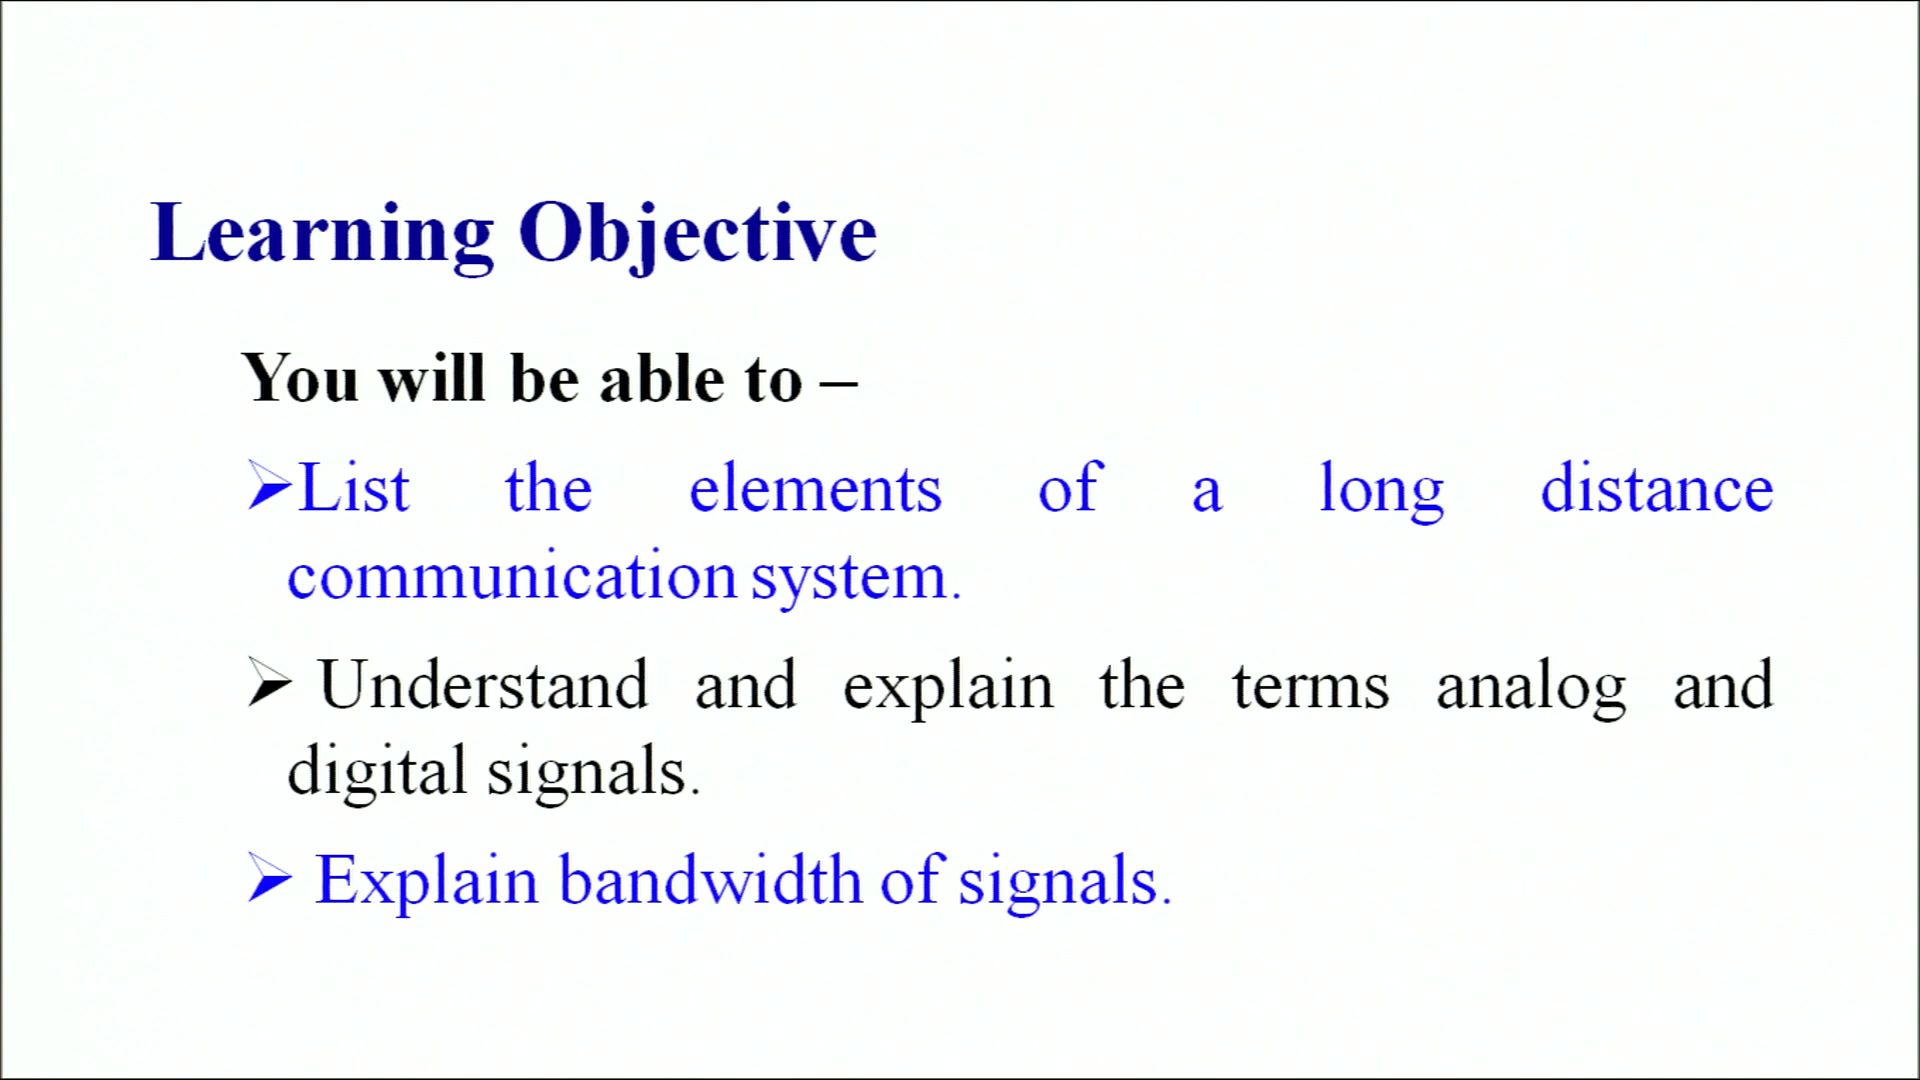 Learning Objective
You will be able to –
➢List the elements of a long distance
communication system.
➢ Understand and explain the terms analog and
digital signals.
➢ Explain bandwidth of signals.